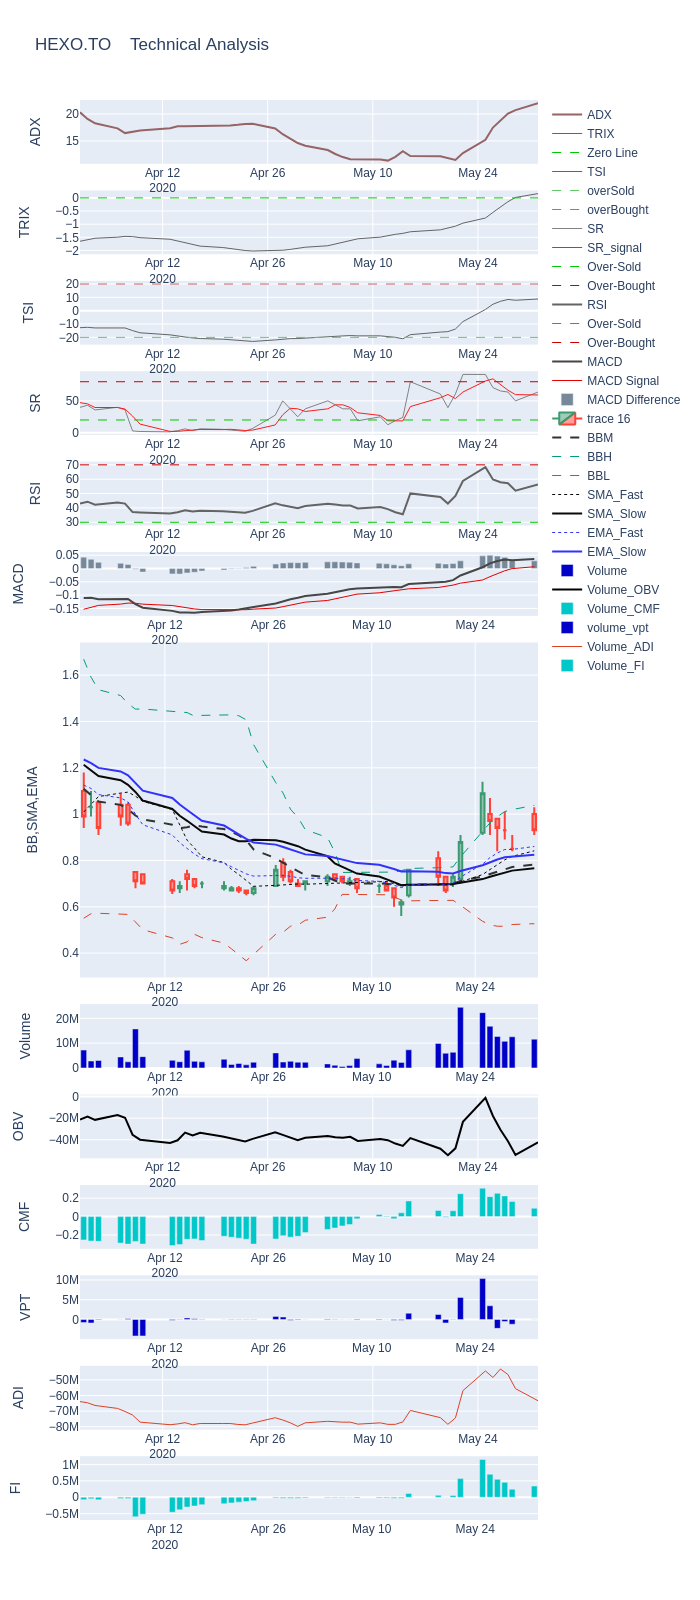 HEXO.TO    Technical Analysis
ADX
20
15
Apr 12
2020
Apr 26
May 10
May 24
TRIX
0
−0.5
−1
−1.5
−2
Apr 12
2020
Apr 26
May 10
May 24
TSI
20
10
0
−10
−20
Apr 12
2020
Apr 26
May 10
May 24
SR
50
0
Apr 12
2020
Apr 26
May 10
May 24
RSI
70
60
50
40
30
Apr 12
2020
Apr 26
May 10
May 24
MACD
0.05
0
−0.05
−0.1
−0.15
Apr 12
2020
Apr 26
May 10
May 24
BB,SMA,EMA
1.6
1.4
1.2
1
0.8
0.6
0.4
Apr 12
2020
Apr 26
May 10
May 24
Volume
20M
10M
0
Apr 12
2020
Apr 26
May 10
May 24
OBV
0
−20M
−40M
Apr 12
2020
Apr 26
May 10
May 24
CMF
0.2
0
−0.2
Apr 12
2020
Apr 26
May 10
May 24
VPT
10M
5M
0
Apr 12
2020
Apr 26
May 10
May 24
ADI
−50M
−60M
−70M
−80M
Apr 12
2020
Apr 26
May 10
May 24
FI
1M
0.5M
0
−0.5M
Apr 12
2020
Apr 26
May 10
May 24
ADX
TRIX
Zero Line
TSI
overSold
overBought
SR
SR_signal
Over-Sold
Over-Bought
RSI
Over-Sold
Over-Bought
MACD
MACD Signal
MACD Difference
trace 16
BBM
BBH
BBL
SMA_Fast
SMA_Slow
EMA_Fast
EMA_Slow
Volume
Volume_OBV
Volume_CMF
volume_vpt
Volume_ADI
Volume_FI